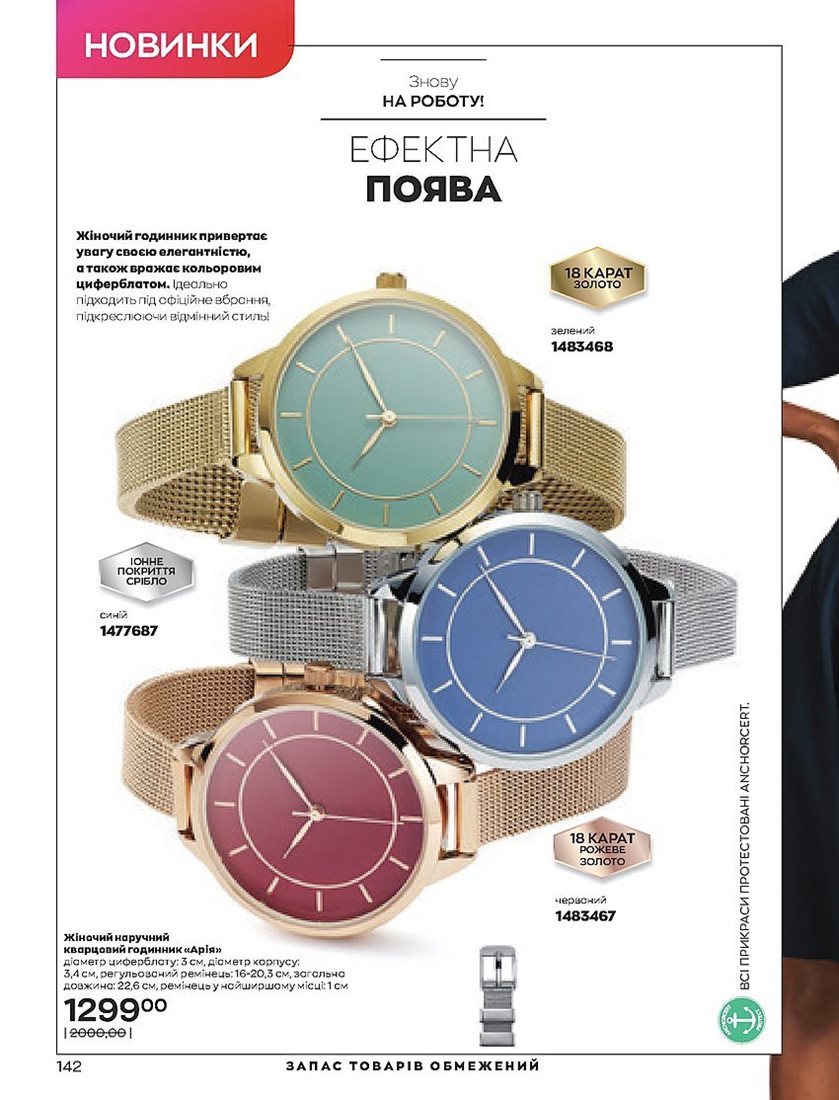 НОВИНКИ
Знову
НА РОБОТУ!
ЕФЕКТНА
ПОЯВА
Жіночий годинник привертає
увагу своєю елегантністю,
а також вражає кольоровим
циферблатом. Ідеально
підходить під офіційне вбрання,
підкреслюючи відмінний стиль!
18 КАРАТ
ЗОЛОТО
зелений
1483468
ІОННЕ
ПОКРИТТЯ
СРІБЛО
синій
1477687
18 КАРАТ
РОЖЕВЕ
ЗОЛОТО
червоний
1483467
Жіночий наручний
кварцовий годинник «Арія»
діаметр циферблату: 3 см, діаметр корпусу:
3,4 см, регульований ремінець: 16-20,3 см, загальна
довжина: 22,6 см, ремінець у найширшому місці: 1 см
1299⁰⁰
| 2000,00 |
ВСІ ПРИКРАСИ ПРОТЕСТОВАНІ ANCHORCERT.
ANCHORCERT
PROTECT
142
ЗАПАС ТОВАРІВ ОБМЕЖЕНИЙ